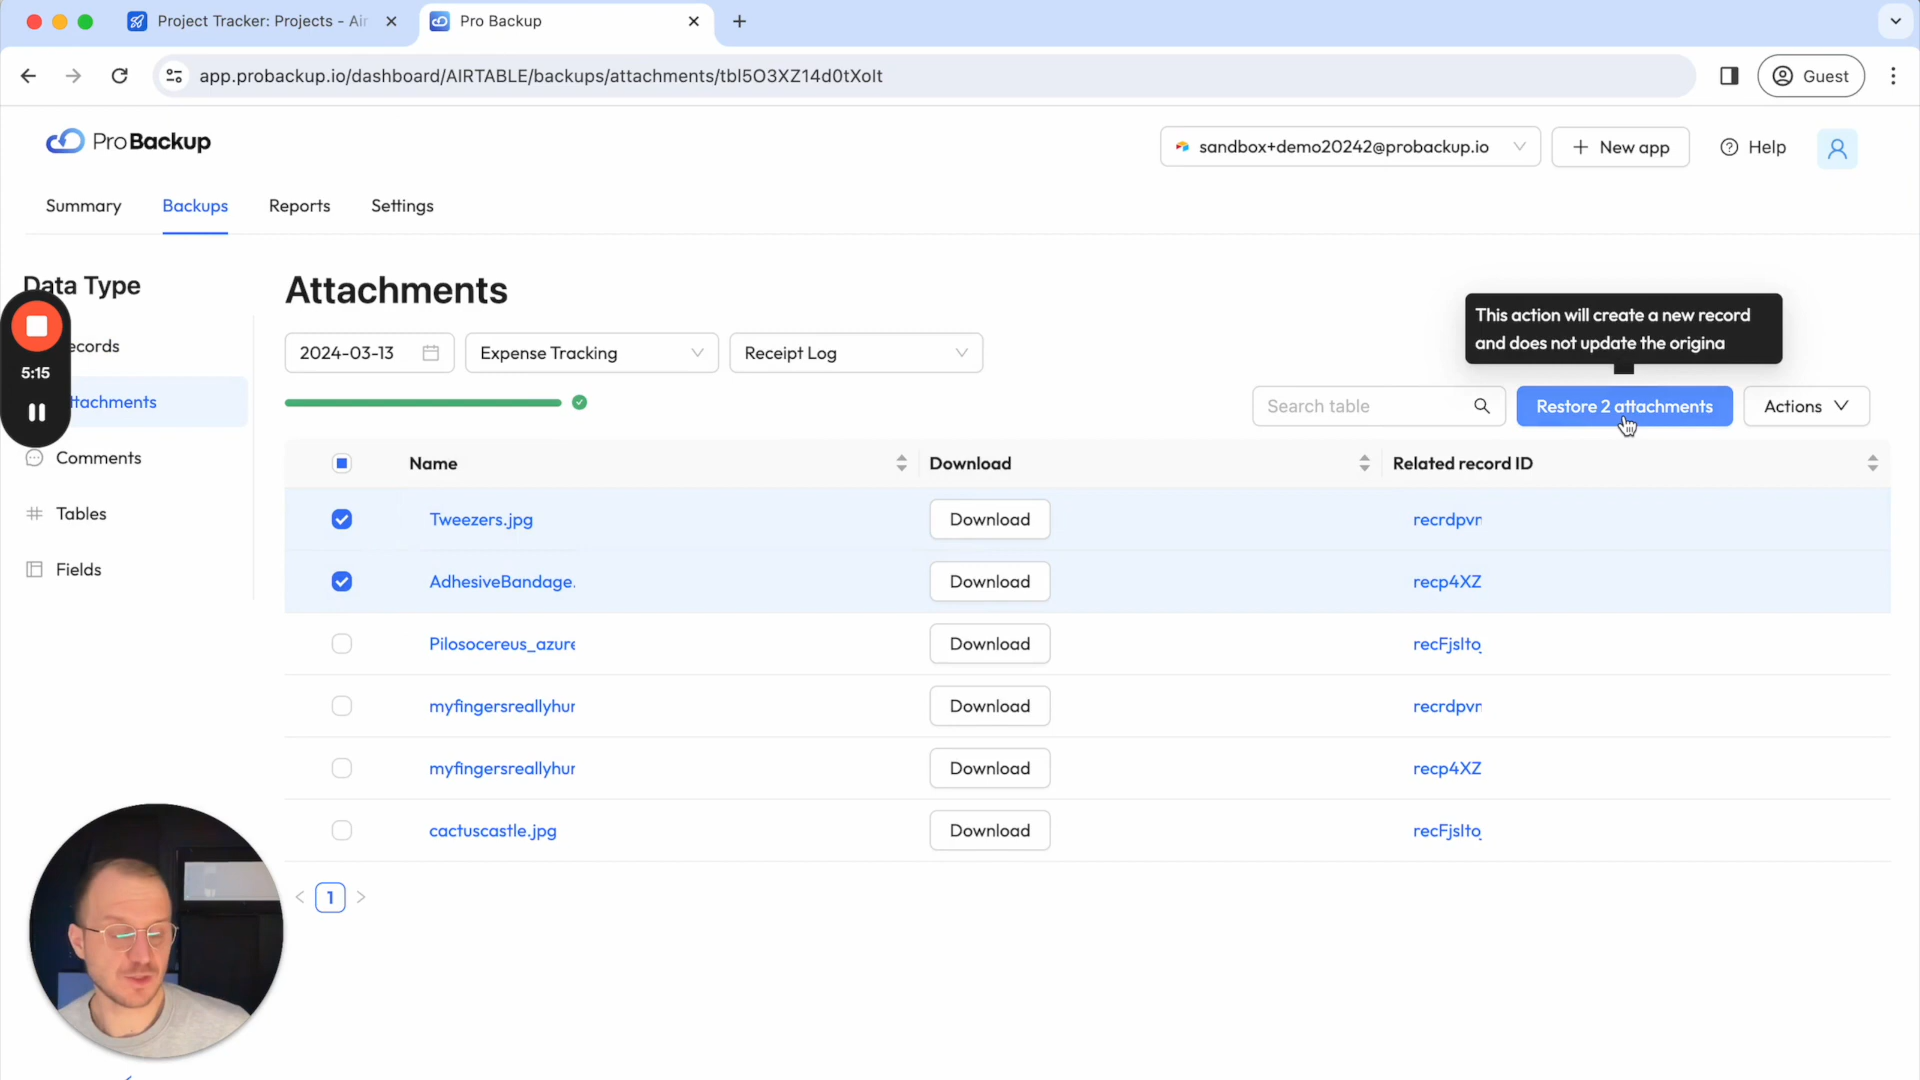 Project Tracker: Projects - Air
Pro Backup
app.probackup.io/dashboard/AIRTABLE/backups/attachments/tbl5O3XZ14d0tXolt
Guest
ProBackup
sandbox+demo20242@probackup.io
New app
Help
Summary
Backups
Reports
Settings
Data Type
ecords
ttachments
Comments
Tables
Fields
5:15
Attachments
2024-03-13
Expense Tracking
Receipt Log
This action will create a new record
and does not update the origina
Search table
Restore 2 attachments
Actions
Name
Download
Related record ID
Tweezers.jpg
Download
recrdpvr
AdhesiveBandage.
Download
recp4XZ
Pilosocereus_azure
Download
recFjslto
myfingersreallyhur
Download
recrdpvr
myfingersreallyhur
Download
recp4XZ
cactuscastle.jpg
Download
recFjslto
1